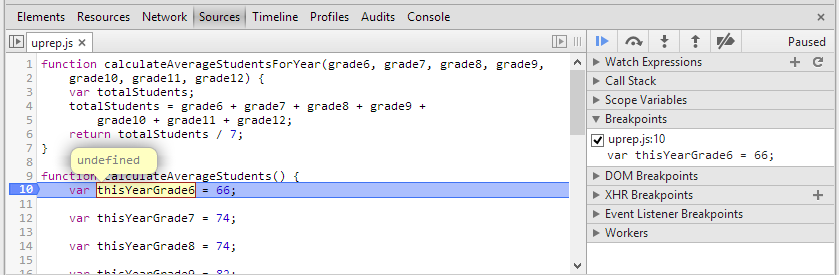 Elements Resources Network Sources Timeline Profiles Audits Console
uprep.js
Paused
1 function calculateAverageStudentsForYear(grade6, grade7, grade8, grade9,
2 grade10, grade11, grade12) {
3 var totalStudents;
4 totalStudents = grade6 + grade7 + grade8 + grade9 +
5 grade10 + grade11 + grade12;
6 return totalStudents / 7;
7 }
8
undefined
9 function calculateAverageStudents() {
10 var thisYearGrade6 = 66;
11
12 var thisYearGrade7 = 74;
13
14 var thisYearGrade8 = 74;
15
16 var thisYearGrade9 = 82;
Watch Expressions
Call Stack
Scope Variables
Breakpoints
uprep.js:10
var thisYearGrade6 = 66;
DOM Breakpoints
XHR Breakpoints
Event Listener Breakpoints
Workers